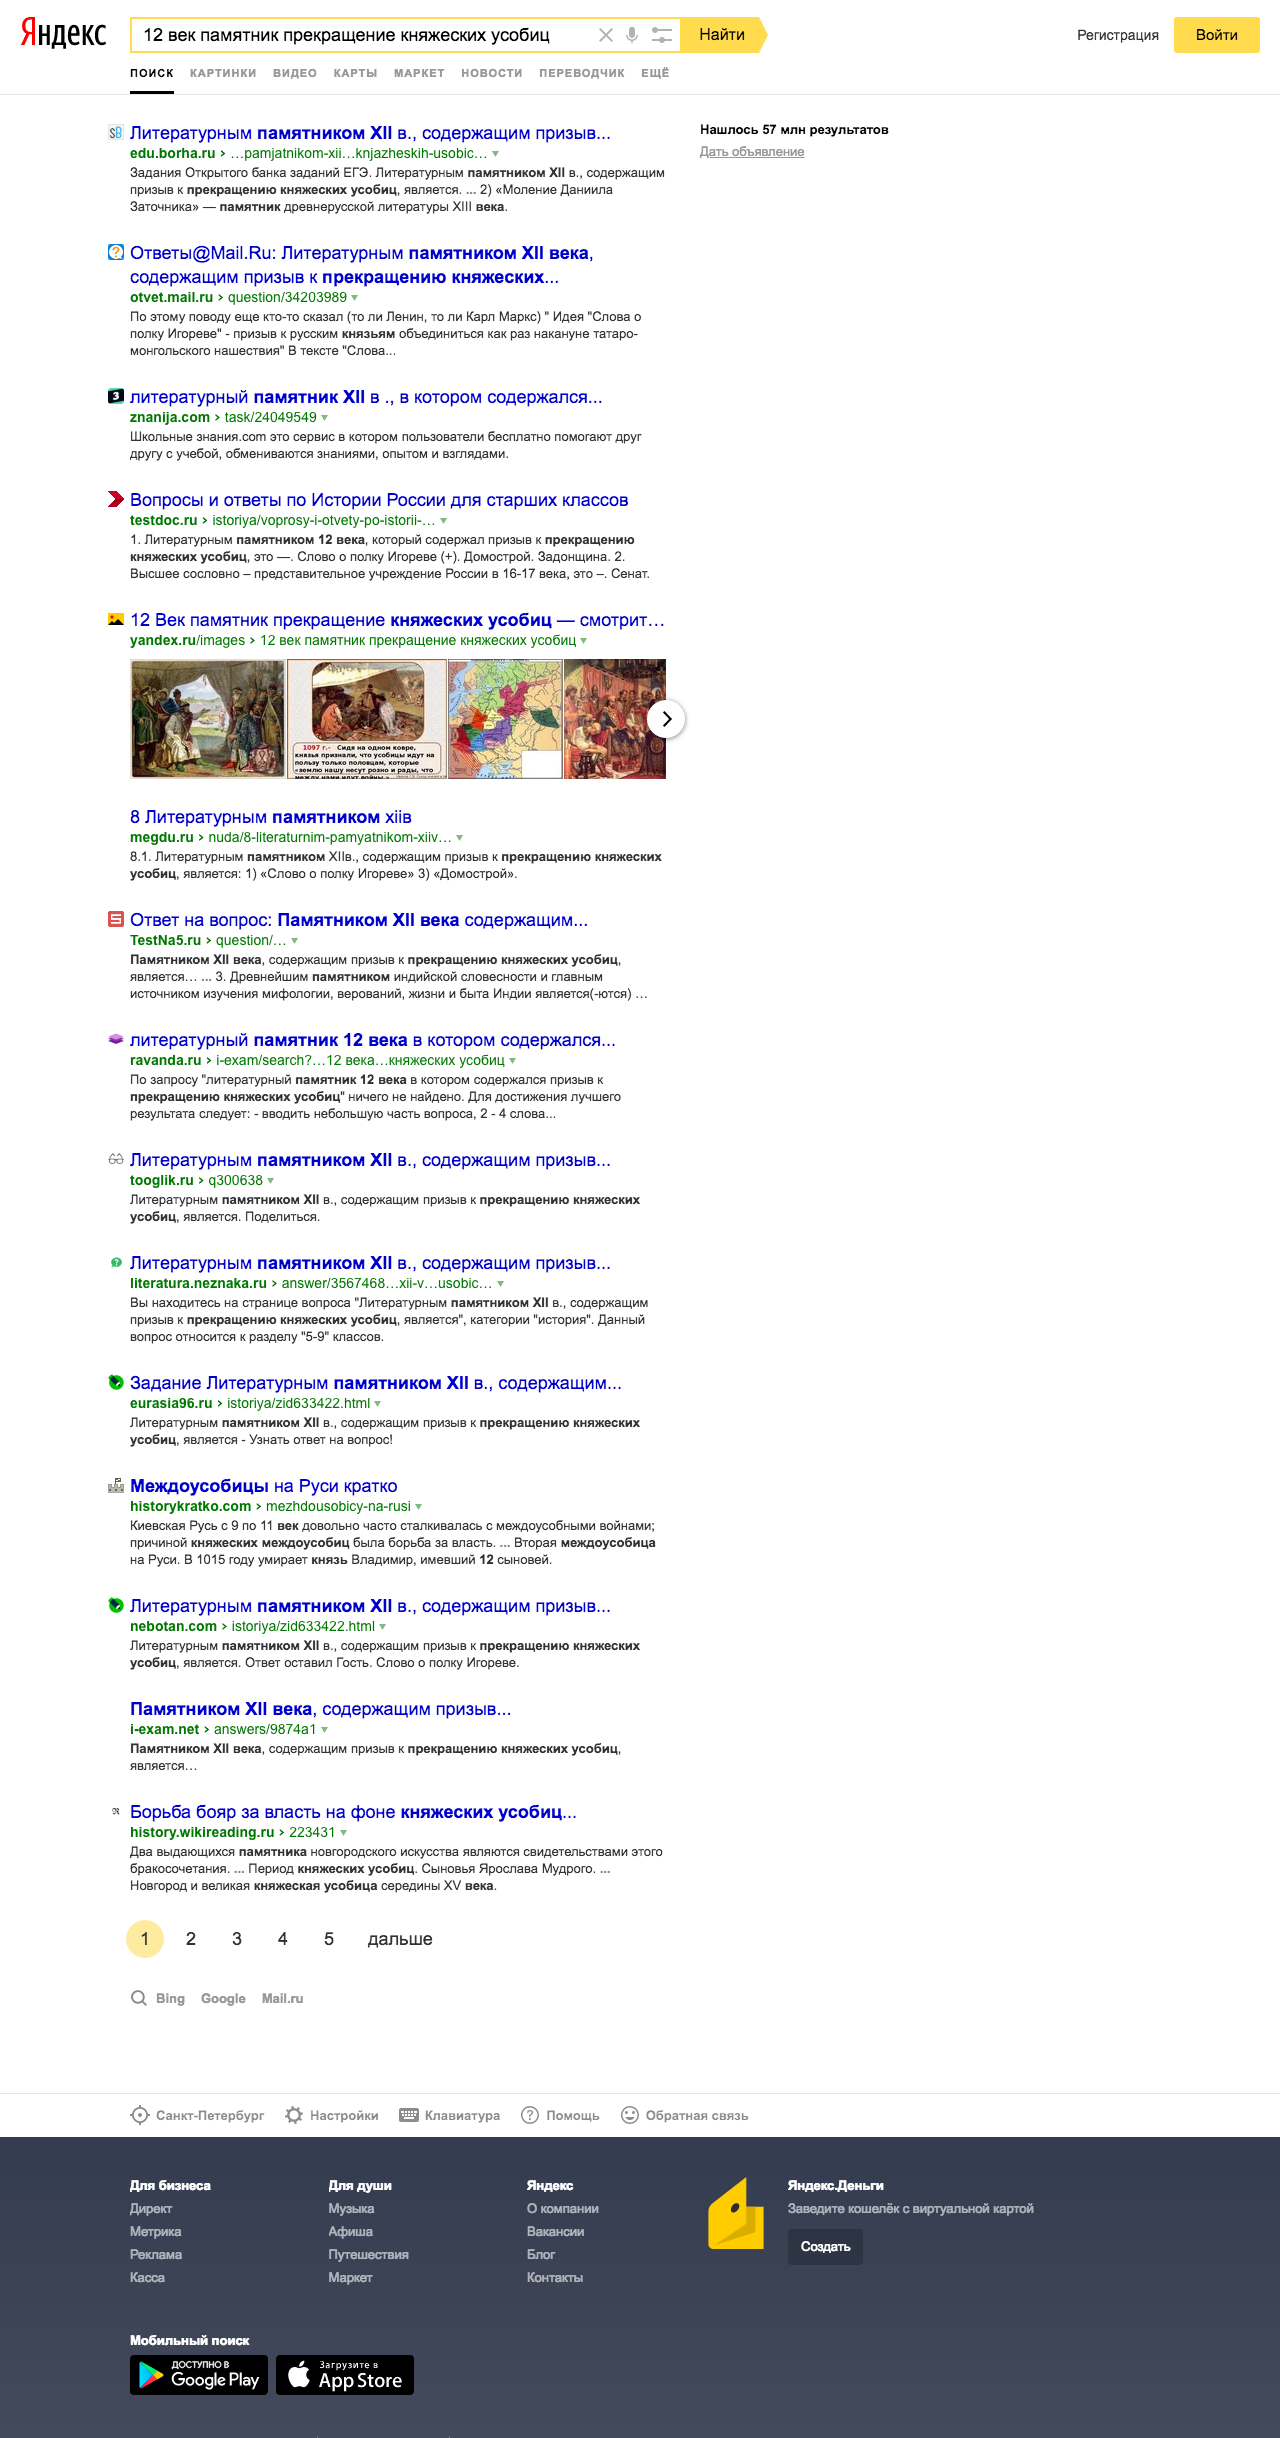 Яндекс
12 век памятник прекращение княжеских усобиц
Найти
Регистрация
Войти
ПОИСК КАРТИНКИ ВИДЕО КАРТЫ МАРКЕТ НОВОСТИ ПЕРЕВОДЧИК ЕЩЁ
Нашлось 57 млн результатов
Дать объявление
Литературным памятником XII в., содержащим призыв...
edu.borha.ru › …pamjatnikom-xii…knjazheskih-usobic…
Задания Открытого банка заданий ЕГЭ. Литературным памятником XII в., содержащим
призыв к прекращению княжеских усобиц, является. ... 2) «Моление Даниила
Заточника» — памятник древнерусской литературы XIII века.
Ответы@Mail.Ru: Литературным памятником XII века,
содержащим призыв к прекращению княжеских...
otvet.mail.ru › question/34203989
По этому поводу еще кто-то сказал (то ли Ленин, то ли Карл Маркс) " Идея "Слова о
полку Игореве" - призыв к русским князьям объединиться как раз накануне татаро-
монгольского нашествия" В тексте "Слова...
литературный памятник XII в ., в котором содержался...
znanija.com › task/24049549
Школьные знания.com это сервис в котором пользователи бесплатно помогают друг
другу с учебой, обмениваются знаниями, опытом и взглядами.
Вопросы и ответы по Истории России для старших классов
testdoc.ru › istoriya/voprosy-i-otvety-po-istorii-…
1. Литературным памятником 12 века, который содержал призыв к прекращению
княжеских усобиц, это —. Слово о полку Игореве (+). Домострой. Задонщина. 2.
Высшее сословно – представительное учреждение России в 16-17 века, это –. Сенат.
12 Век памятник прекращение княжеских усобиц — смотрит…
yandex.ru/images › 12 век памятник прекращение княжеских усобиц
1097 г.- Сидя на одном ковре,
князья признали, что усобицы идут на
пользу только половцам, которые
«землю нашу несут розно и рады, что
между нами идут войны.»
8 Литературным памятником xiiв
megdu.ru › nuda/8-literaturnim-pamyatnikom-xiiv…
8.1. Литературным памятником XIIв., содержащим призыв к прекращению княжеских
усобиц, является: 1) «Слово о полку Игореве» 3) «Домострой».
Ответ на вопрос: Памятником XII века содержащим...
TestNa5.ru › question/…
Памятником XII века, содержащим призыв к прекращению княжеских усобиц,
является… ... 3. Древнейшим памятником индийской словесности и главным
источником изучения мифологии, верований, жизни и быта Индии является(-ются) …
литературный памятник 12 века в котором содержался...
ravanda.ru › i-exam/search?…12 века…княжеских усобиц
По запросу "литературный памятник 12 века в котором содержался призыв к
прекращению княжеских усобиц" ничего не найдено. Для достижения лучшего
результата следует: - вводить небольшую часть вопроса, 2 - 4 слова...
Литературным памятником XII в., содержащим призыв...
tooglik.ru › q300638
Литературным памятником XII в., содержащим призыв к прекращению княжеских
усобиц, является. Поделиться.
Литературным памятником XII в., содержащим призыв...
literatura.neznaka.ru › answer/3567468…xii-v…usobic…
Вы находитесь на странице вопроса "Литературным памятником XII в., содержащим
призыв к прекращению княжеских усобиц, является", категории "история". Данный
вопрос относится к разделу "5-9" классов.
Задание Литературным памятником XII в., содержащим...
eurasia96.ru › istoriya/zid633422.html
Литературным памятником XII в., содержащим призыв к прекращению княжеских
усобиц, является - Узнать ответ на вопрос!
Междоусобицы на Руси кратко
historykratko.com › mezhdousobicy-na-rusi
Киевская Русь с 9 по 11 век довольно часто сталкивалась с междоусобными войнами;
причиной княжеских междоусобиц была борьба за власть. ... Вторая междоусобица
на Руси. В 1015 году умирает князь Владимир, имевший 12 сыновей.
Литературным памятником XII в., содержащим призыв...
nebotan.com › istoriya/zid633422.html
Литературным памятником XII в., содержащим призыв к прекращению княжеских
усобиц, является. Ответ оставил Гость. Слово о полку Игореве.
Памятником XII века, содержащим призыв...
i-exam.net › answers/9874a1
Памятником XII века, содержащим призыв к прекращению княжеских усобиц,
является…
Борьба бояр за власть на фоне княжеских усобиц...
history.wikireading.ru › 223431
Два выдающихся памятника новгородского искусства являются свидетельствами этого
бракосочетания. ... Период княжеских усобиц. Сыновья Ярослава Мудрого. ...
Новгород и великая княжеская усобица середины XV века.
1 2 3 4 5 дальше
Bing Google Mail.ru
Санкт-Петербург Настройки Клавиатура Помощь Обратная связь
Для бизнеса
Директ
Метрика
Реклама
Касса
Для души
Музыка
Афиша
Путешествия
Маркет
Яндекс
О компании
Вакансии
Блог
Контакты
Яндекс.Деньги
Заведите кошелёк с виртуальной картой
Создать
Мобильный поиск
ДОСТУПНО В
Google Play
Загрузите в
App Store